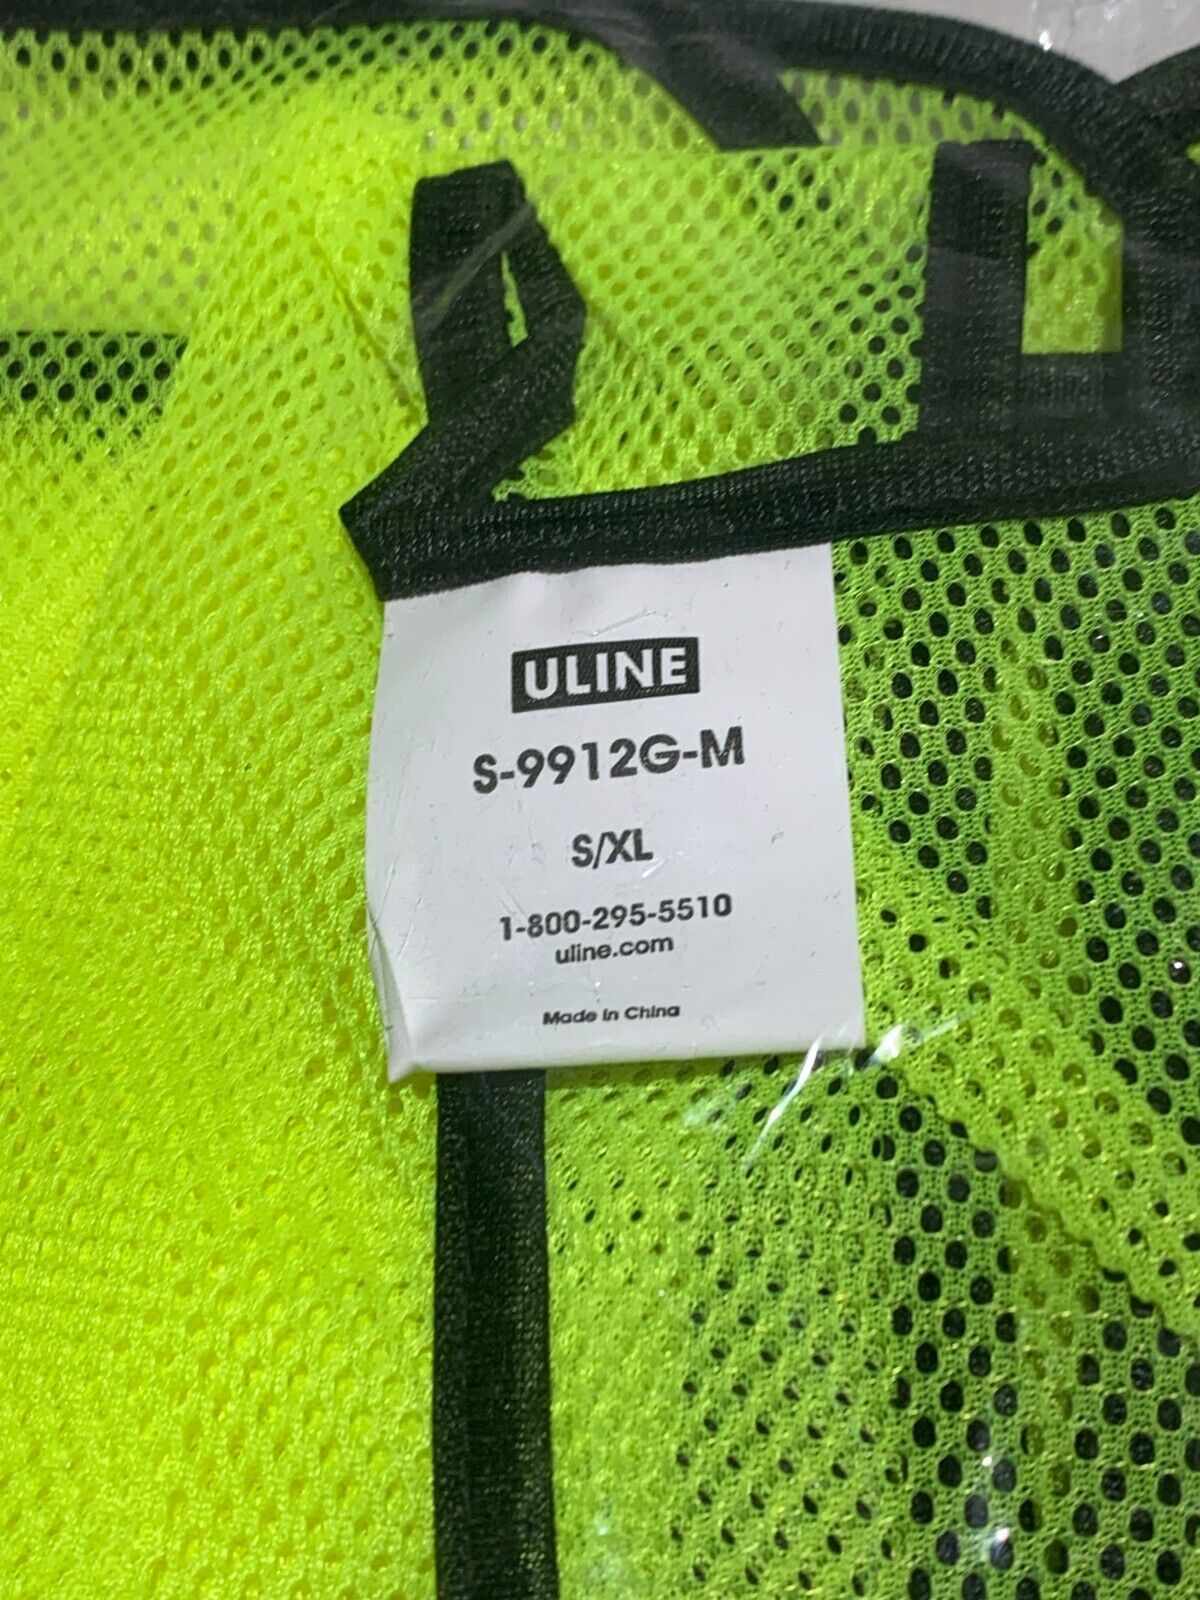 ULINE
S-9912G-M
S/XL
1-800-295-5510
uline.com
Made in China